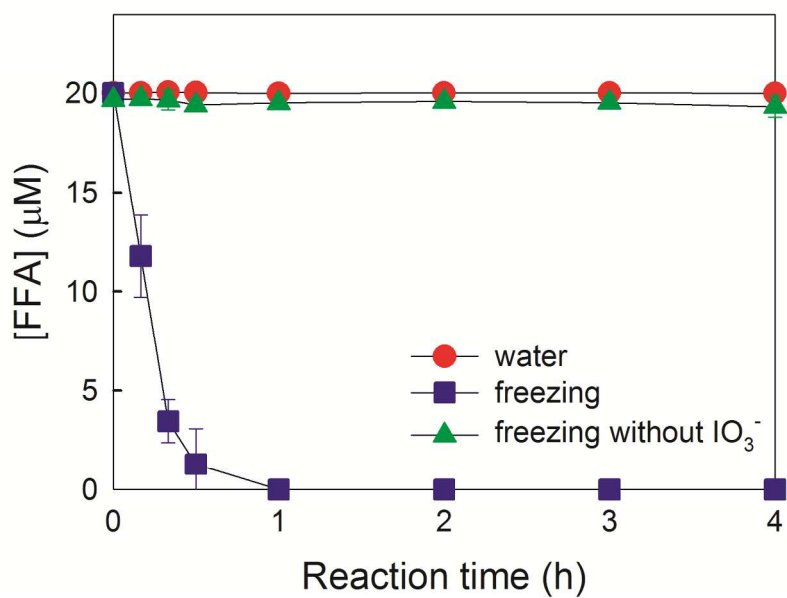 [FFA] (μM)
20
15
10
5
0
water
freezing
freezing without IO₃⁻
0 1 2 3 4
Reaction time (h)